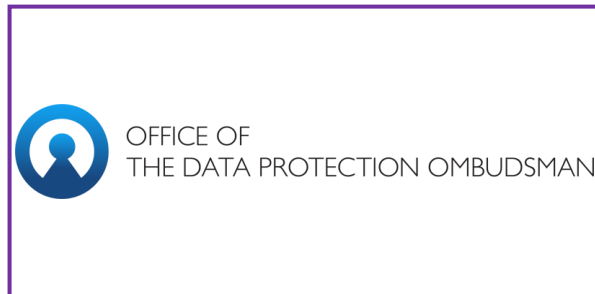 OFFICE OF
THE DATA PROTECTION OMBUDSMAN